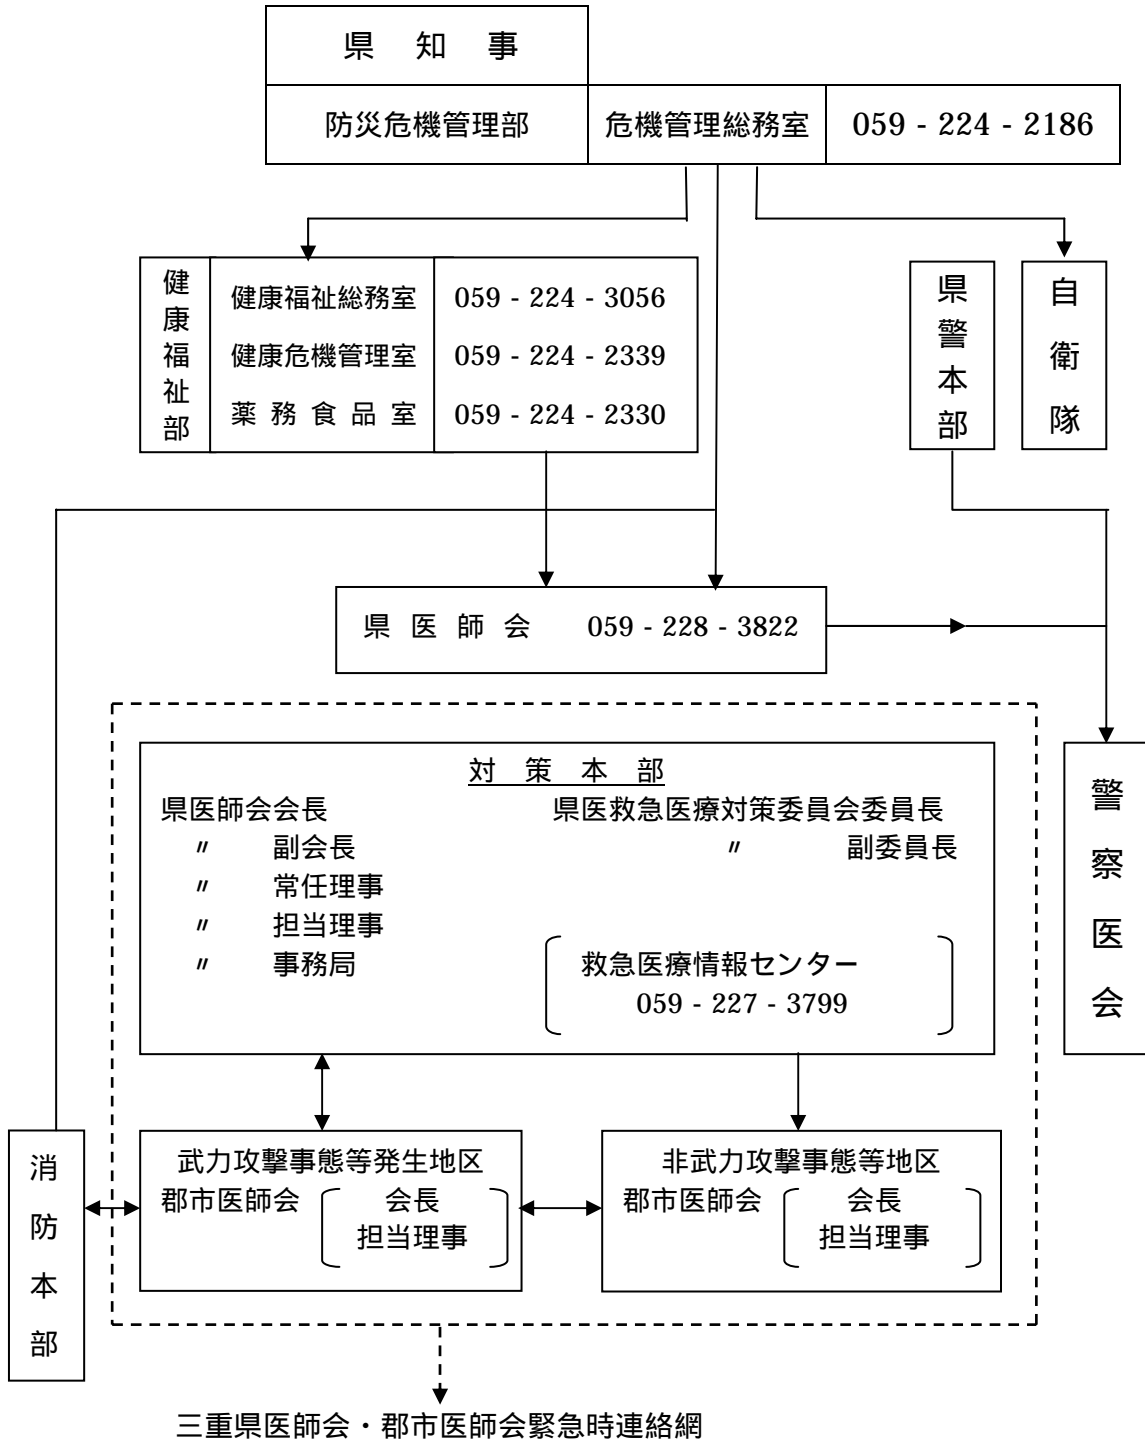 県 知 事
防災危機管理部 危機管理総務室 059 - 224 - 2186
健康福祉部
健康福祉総務室 059 - 224 - 3056
健康危機管理室 059 - 224 - 2339
薬 務 食 品 室 059 - 224 - 2330
県警本部
自衛隊
県 医 師 会 059 - 228 - 3822
対 策 本 部
県医師会会長 県医救急医療対策委員会委員長
〃 副会長 〃 副委員長
〃 常任理事
〃 担当理事
〃 事務局 救急医療情報センター
059 - 227 - 3799
警察医会
消防本部
武力攻撃事態等発生地区
郡市医師会 会長
担当理事
非武力攻撃事態等地区
郡市医師会 会長
担当理事
三重県医師会・郡市医師会緊急時連絡網